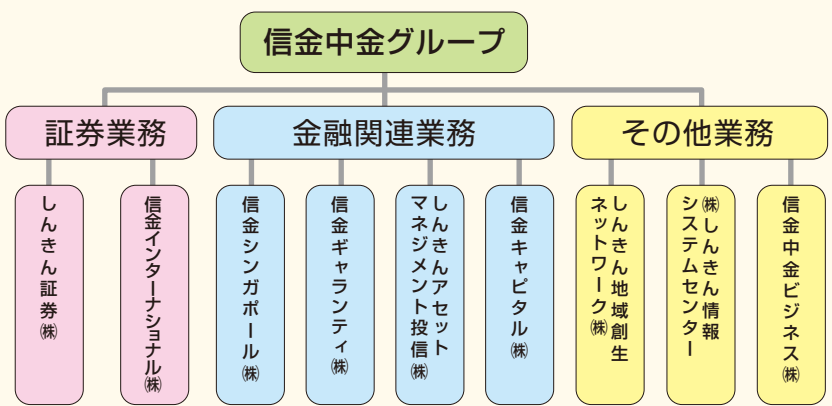 信金中金グループ
証券業務
金融関連業務
その他業務
しんきん証券㈱
信金インターナショナル㈱
信金シンガポール㈱
信金ギャランティ㈱
しんきんアセット
マネジメント投信㈱
信金キャピタル㈱
しんきん地域創生
ネットワーク㈱
㈱しんきん情報
システムセンター
信金中金ビジネス㈱